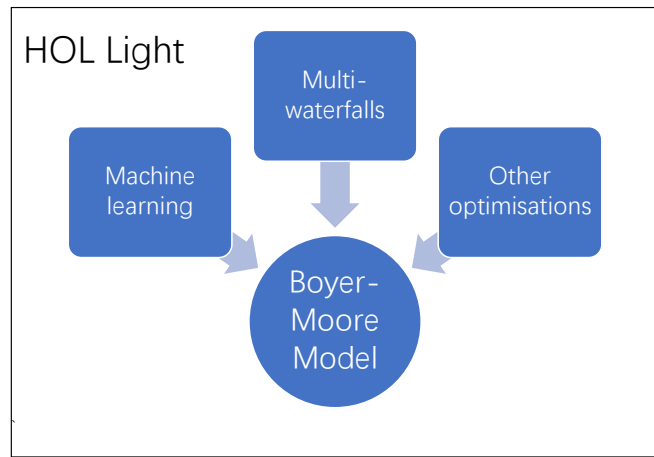 HOL Light
Multi-
waterfalls
Machine
learning
Other
optimisations
Boyer-
Moore
Model
`